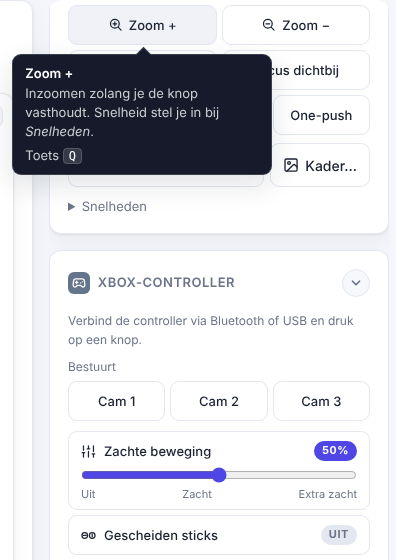 Zoom +
Zoom −
Zoom +
Inzoomen zolang je de knop
vasthoudt. Snelheid stel je in bij
Snelheden.
Toets Q
dichtbij
One-push
Kader...
Snelheden
XBOX-CONTROLLER
Verbind de controller via Bluetooth of USB en druk
op een knop.
Bestuurt
Cam 1
Cam 2
Cam 3
Zachte beweging
50%
Uit
Zacht
Extra zacht
Gescheiden sticks
UIT